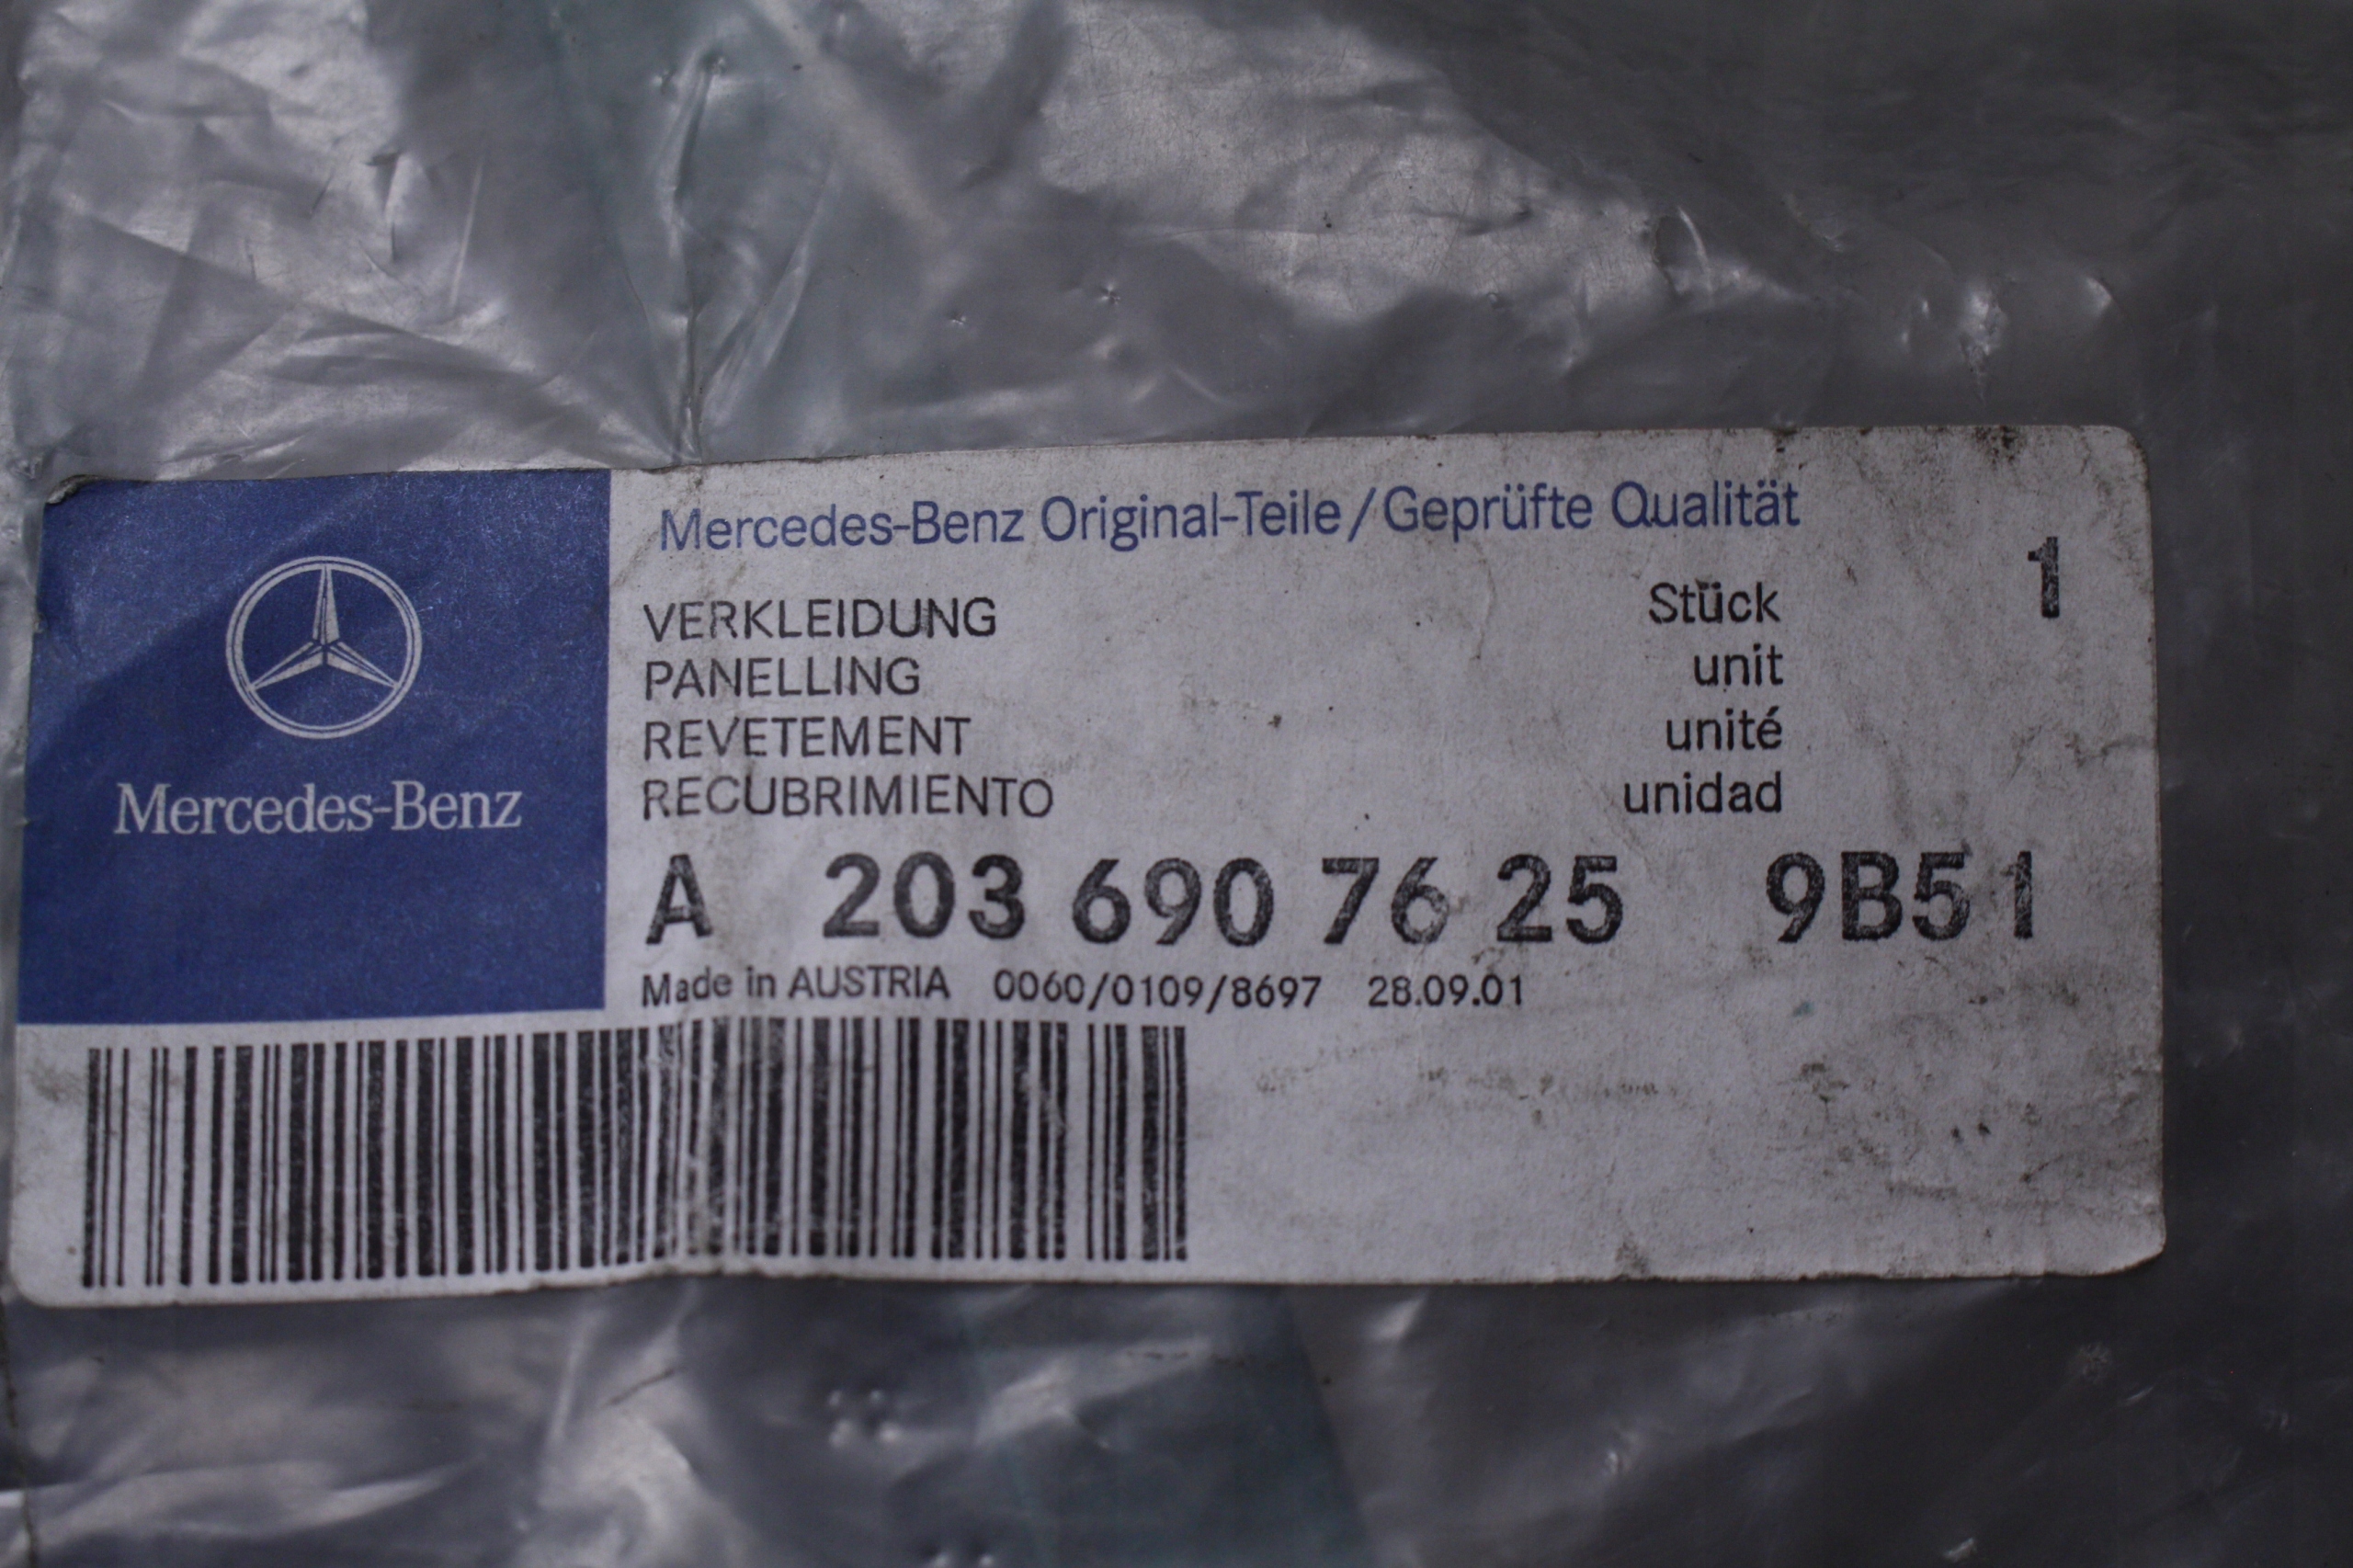 Mercedes-Benz
Mercedes-Benz Original-Teile/Geprüfte Qualität
VERKLEIDUNG Stück 1
PANELLING unit
REVETEMENT unité
RECUBRIMIENTO unidad
A 203 690 76 25 9B51
Made in AUSTRIA 0060/0109/8697 28.09.01